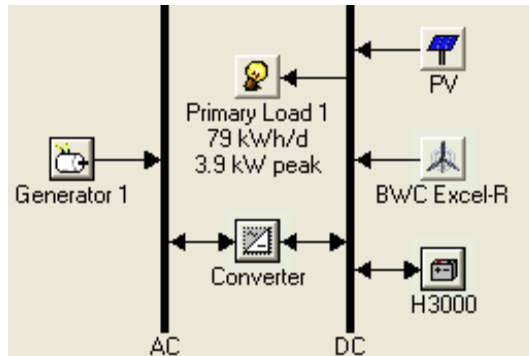 PV
Primary Load 1
79 kWh/d
3.9 kW peak
Generator 1
BWC Excel-R
Converter
H3000
AC
DC